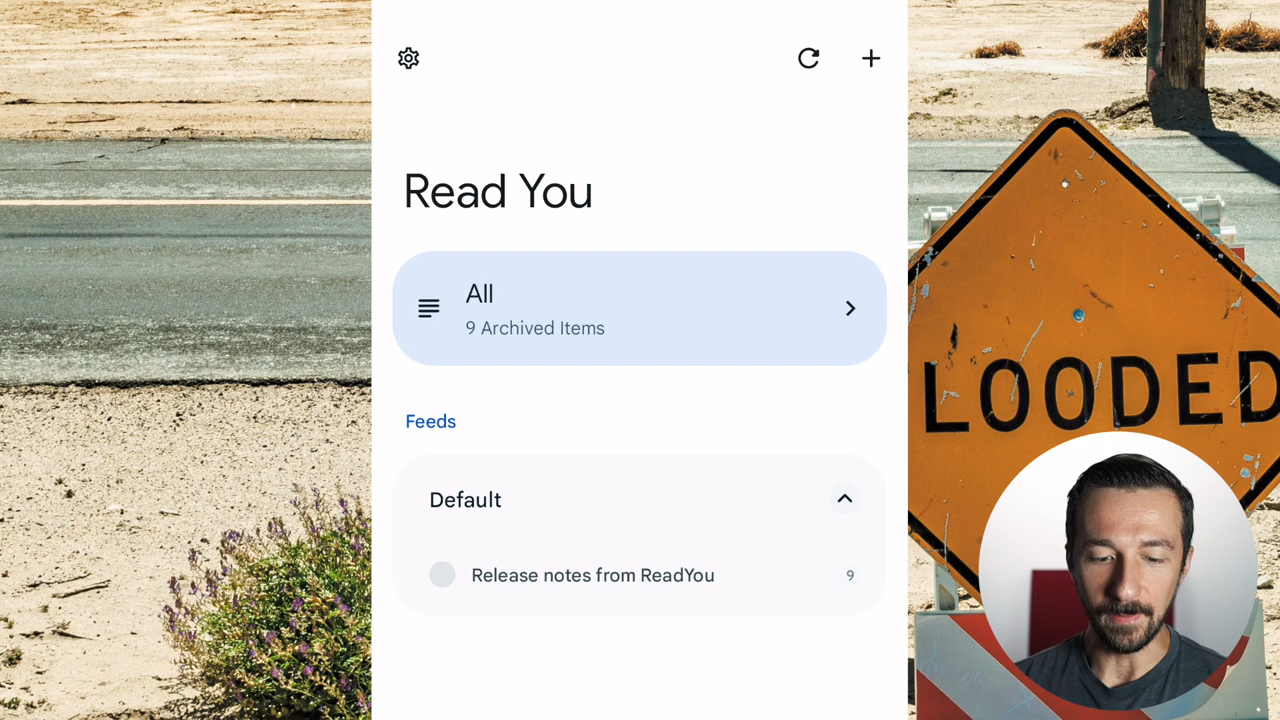 Read You
All
9 Archived Items
Feeds
Default
Release notes from ReadYou
9
LOODED